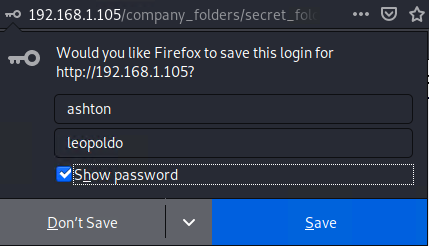 192.168.1.105/company_folders/secret_fol
Would you like Firefox to save this login for
http://192.168.1.105?
ashton
leopoldo
Show password
Don't Save
Save